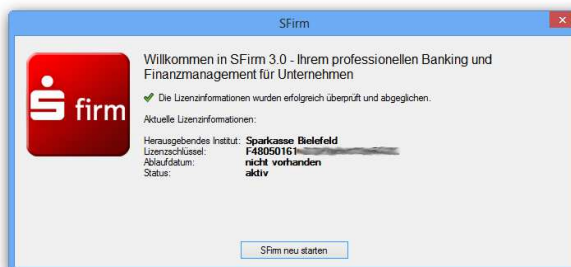 SFirm
Willkommen in SFirm 3.0 - Ihrem professionellen Banking und
Finanzmanagement für Unternehmen
firm
Die Lizenzinformationen wurden erfolgreich überprüft und abgeglichen.
Aktuelle Lizenzinformationen:
Herausgebendes Institut: Sparkasse Bielefeld
Lizenzschlüssel: F48050161
Ablaufdatum: nicht vorhanden
Status: aktiv
SFirm neu starten